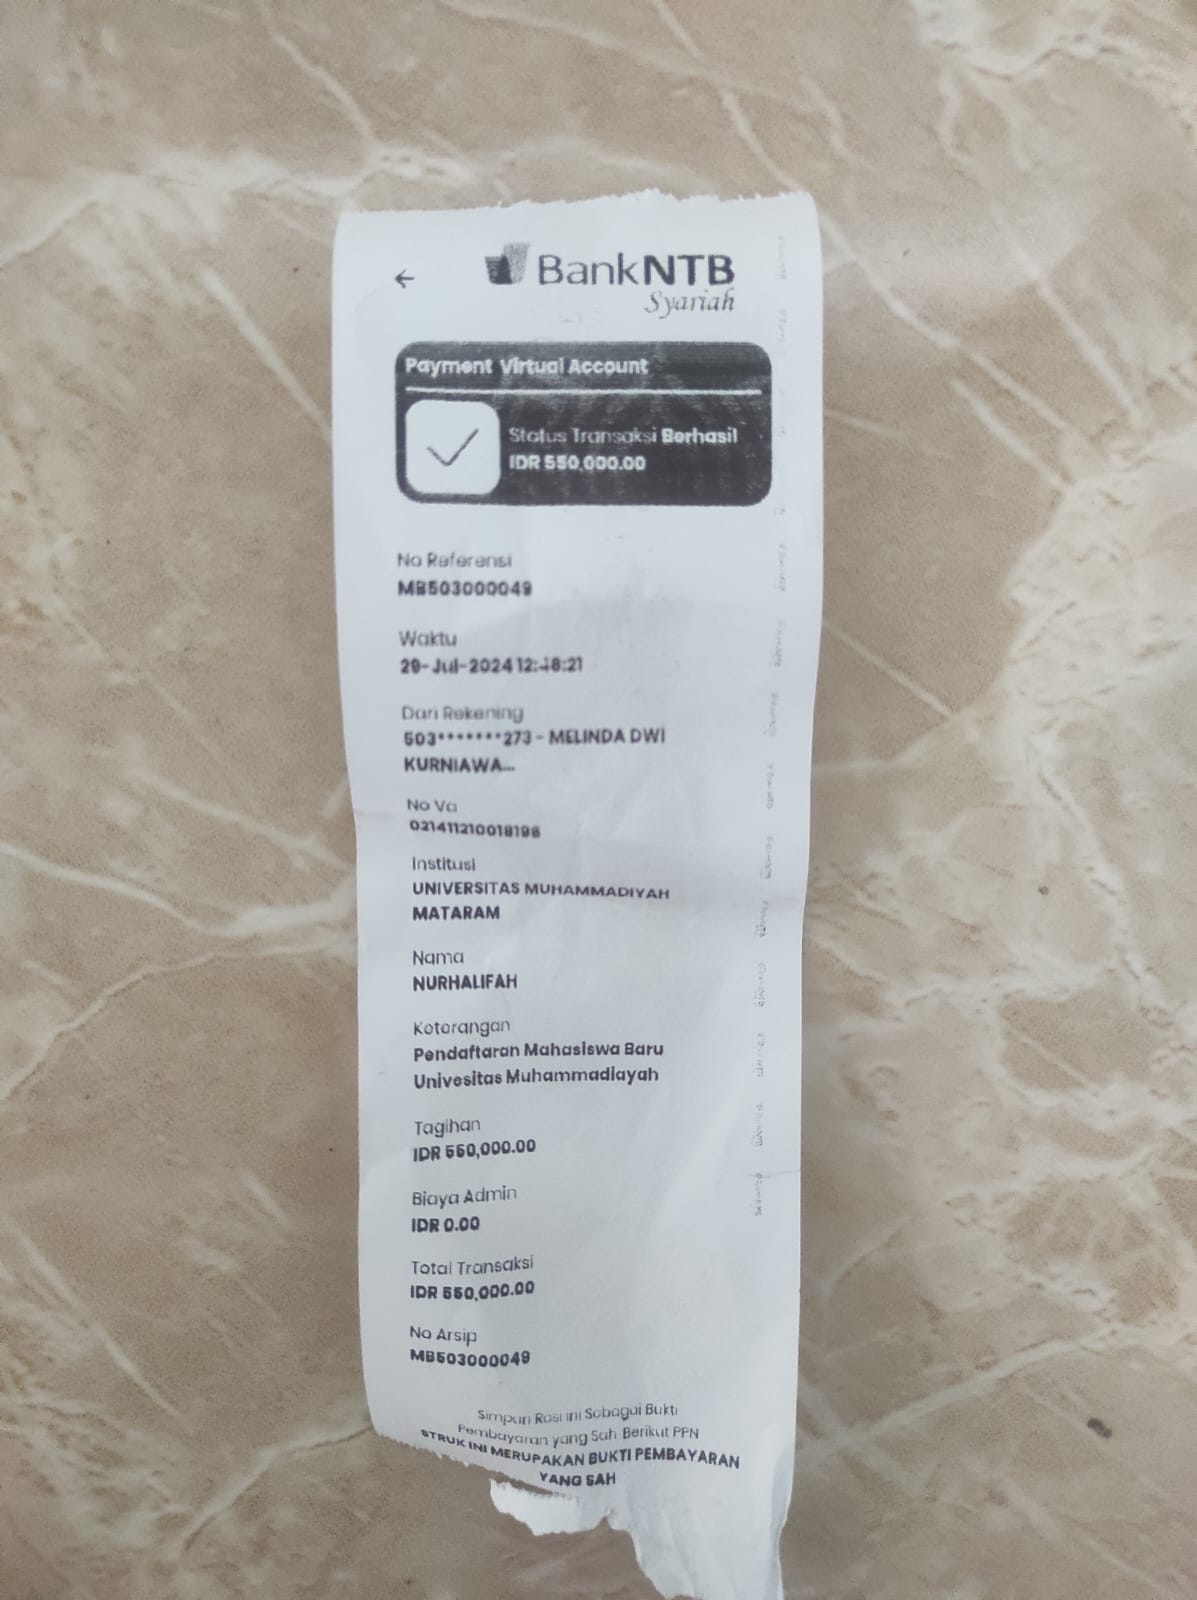 BankNTB
Syariah
Payment Virtual Account
Status Transaksi Berhasil
IDR 550,000.00
No Referensi
MB503000049
Waktu
29-Jul-2024 12:48:21
Dari Rekening
503*******273 - MELINDA DWI
KURNIAWA...
No Va
021411210018196
Institusi
UNIVERSITAS MUHAMMADIYAH
MATARAM
Nama
NURHALIFAH
Keterangan
Pendaftaran Mahasiswa Baru
Univesitas Muhammadiayah
Tagihan
IDR 550,000.00
Biaya Admin
IDR 0.00
Total Transaksi
IDR 550,000.00
No Arsip
MB503000049
Simpan Resi ini Sebagai Bukti
Pembayaran yang Sah Berikut PPN
STRUK INI MERUPAKAN BUKTI PEMBAYARAN
YANG SAH